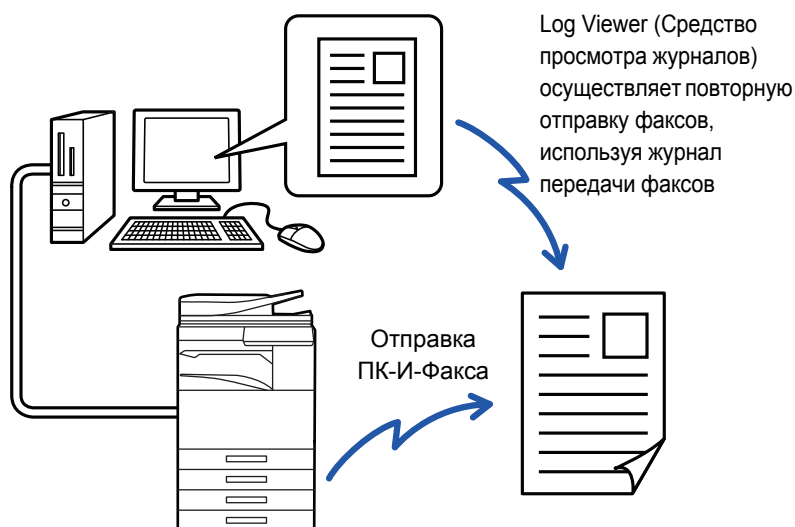 Log Viewer (Средство
просмотра журналов)
осуществляет повторную
отправку факсов,
используя журнал
передачи факсов
Отправка
ПК-И-Факса